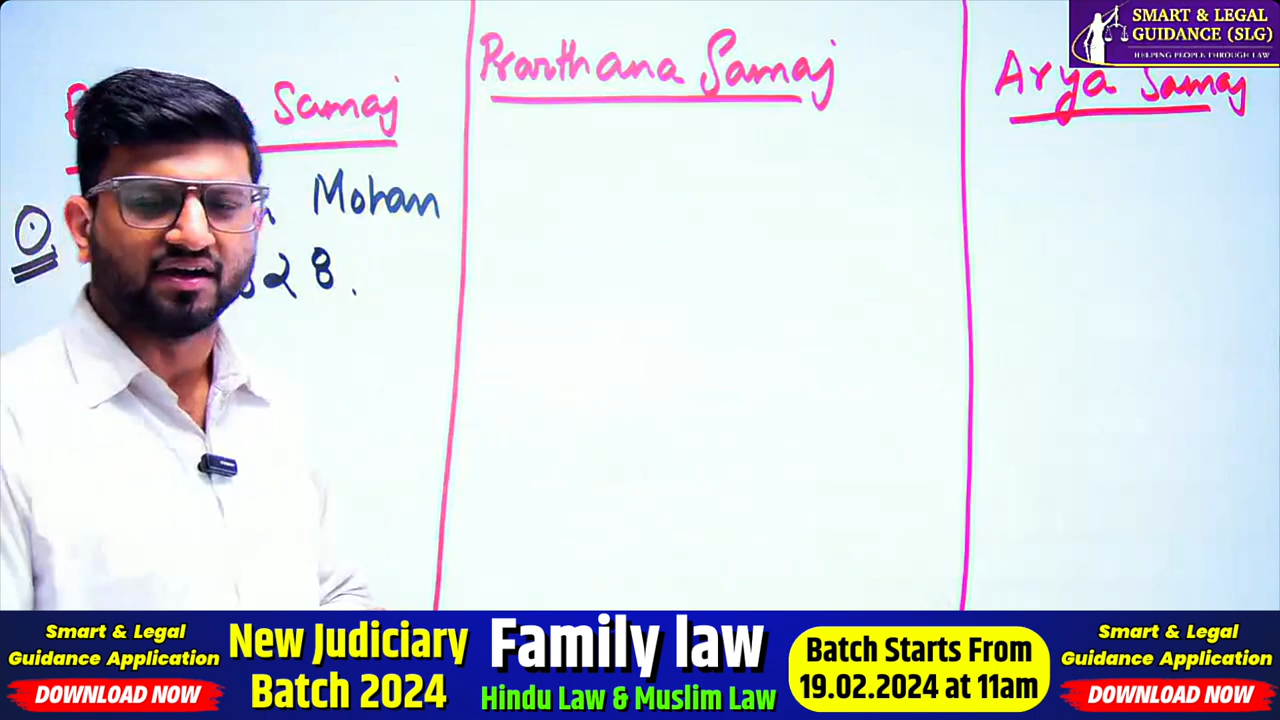 SMART & LEGAL
GUIDANCE (SLG)
HELPING PEOPLE THROUGH LAW
Samaj
Prarthana Samaj
Arya Samaj
Mohan
28.
Smart & Legal
Guidance Application
DOWNLOAD NOW
New Judiciary
Batch 2024
Family law
Hindu Law & Muslim Law
Batch Starts From
19.02.2024 at 11am
Smart & Legal
Guidance Application
DOWNLOAD NOW